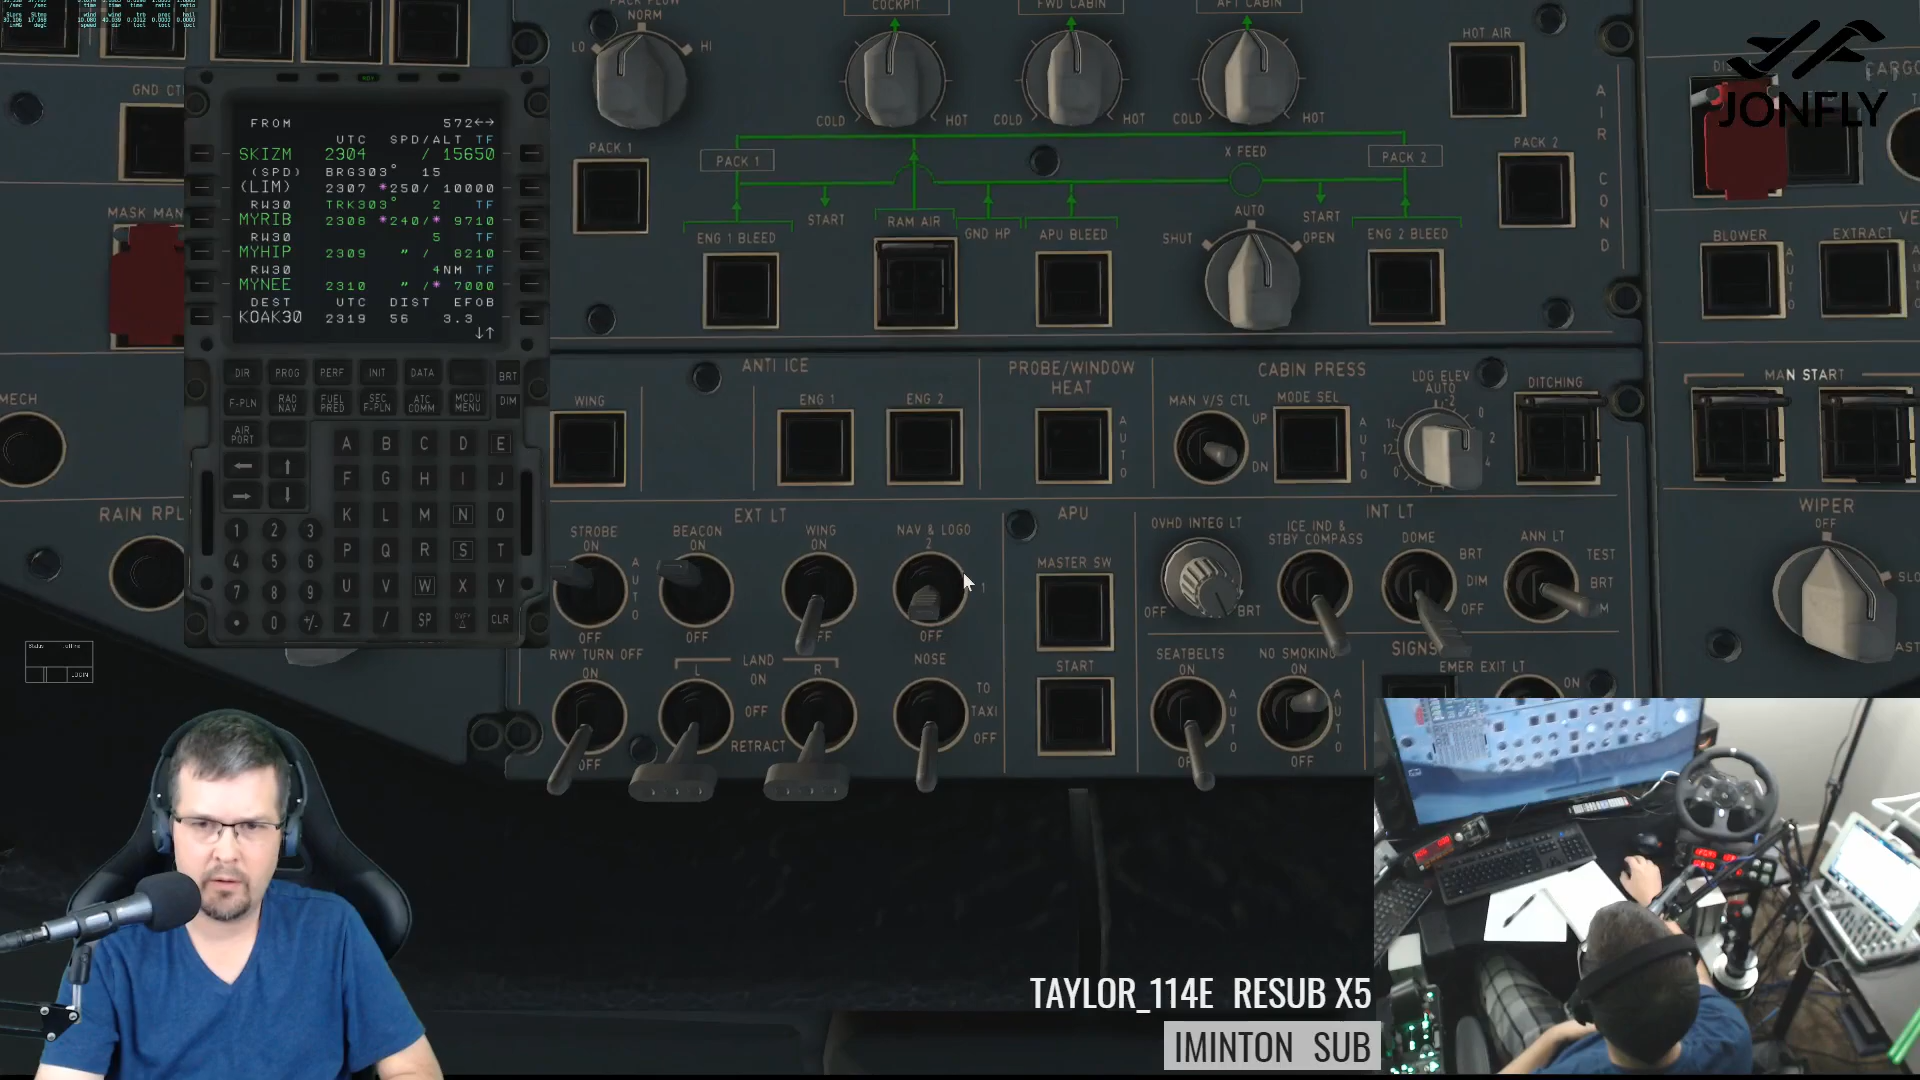 PACK FLOW
NORM
LO
HI
COCKPIT
FWD CABIN
AFT CABIN
COLD
HOT
COLD
HOT
COLD
HOT
HOT AIR
AIR COND
JONFLY
CARGO
GND CT
FROM 572←→
UTC SPD/ALT TF
SKIZM 2304 / 15650
(SPD) BRG303° 15
(LIM) 2307 *250/ 10000
RW30 TRK303° 2 TF
MYRIB 2308 *240/* 9710
RW30 5 TF
MYHIP 2309 " / 8210
RW30 4NM TF
MYNEE 2310 " /* 7000
DEST UTC DIST EFOB
KOAK30 2319 56 3.3
↓↑
DIR PROG PERF INIT DATA BRT
F-PLN RAD NAV FUEL PRED SEC F-PLN ATC COMM MCDU MENU DIM
AIR PORT
← ↑
→ ↓
A B C D E
F G H I J
K L M N O
P Q R S T
U V W X Y
Z / SP OVFY △ CLR
1 2 3
4 5 6
7 8 9
• 0 +/-
MASK MAN
MECH
RAIN RPL
PACK 1
PACK 1
X FEED
PACK 2
PACK 2
START
RAM AIR
GND HP
AUTO
START
SHUT
OPEN
ENG 1 BLEED
APU BLEED
ENG 2 BLEED
BLOWER
AUTO
EXTRACT
AUTO
ANTI ICE
WING
ENG 1
ENG 2
PROBE/WINDOW
HEAT
AUTO
CABIN PRESS
MAN V/S CTL
UP
DN
MODE SEL
AUTO
LDG ELEV
AUTO
DITCHING
MAN START
EXT LT
STROBE
ON
AUTO
OFF
BEACON
ON
OFF
WING
ON
OFF
NAV & LOGO
2
1
OFF
APU
MASTER SW
START
INT LT
OVHD INTEG LT
OFF
BRT
ICE IND &
STBY COMPASS
DOME
BRT
DIM
OFF
ANN LT
TEST
BRT
WIPER
OFF
RWY TURN OFF
ON
OFF
LAND
L
ON
R
OFF
RETRACT
NOSE
TO
TAXI
OFF
SIGNS
SEATBELTS
ON
AUTO
OFF
NO SMOKING
ON
AUTO
OFF
EMER EXIT LT
ON
TAYLOR_114E RESUB X5
IMINTON SUB